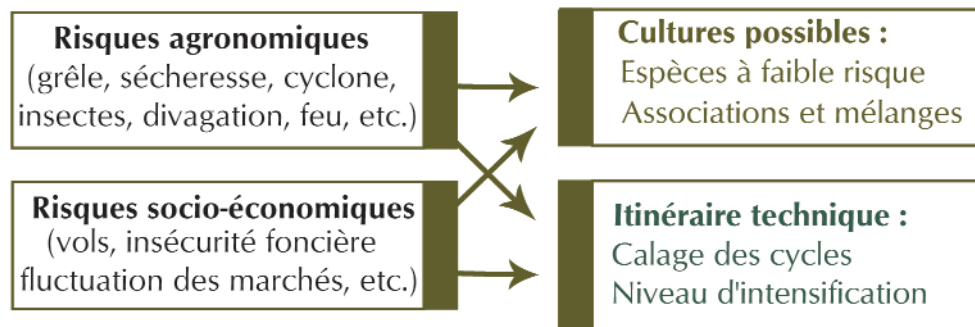 Risques agronomiques
(grêle, sécheresse, cyclone,
insectes, divagation, feu, etc.)
Risques socio-économiques
(vols, insécurité foncière
fluctuation des marchés, etc.)
Cultures possibles :
Espèces à faible risque
Associations et mélanges
Itinéraire technique :
Calage des cycles
Niveau d'intensification